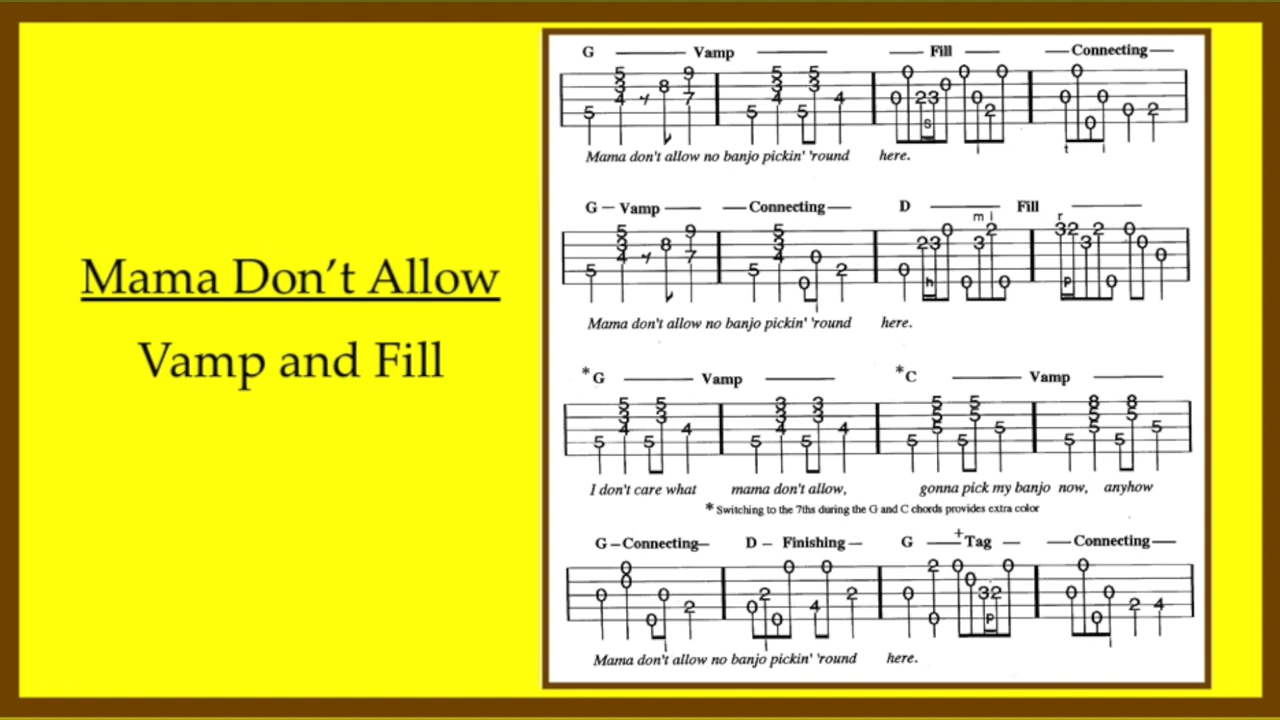 Mama Don't Allow
Vamp and Fill
G Vamp Fill Connecting
Mama don't allow no banjo pickin' 'round here.
G – Vamp Connecting D Fill
m i r
Mama don't allow no banjo pickin' 'round here.
*G Vamp *C Vamp
I don't care what mama don't allow, gonna pick my banjo now, anyhow
* Switching to the 7ths during the G and C chords provides extra color
G – Connecting D – Finishing G + Tag Connecting
Mama don't allow no banjo pickin' 'round here.